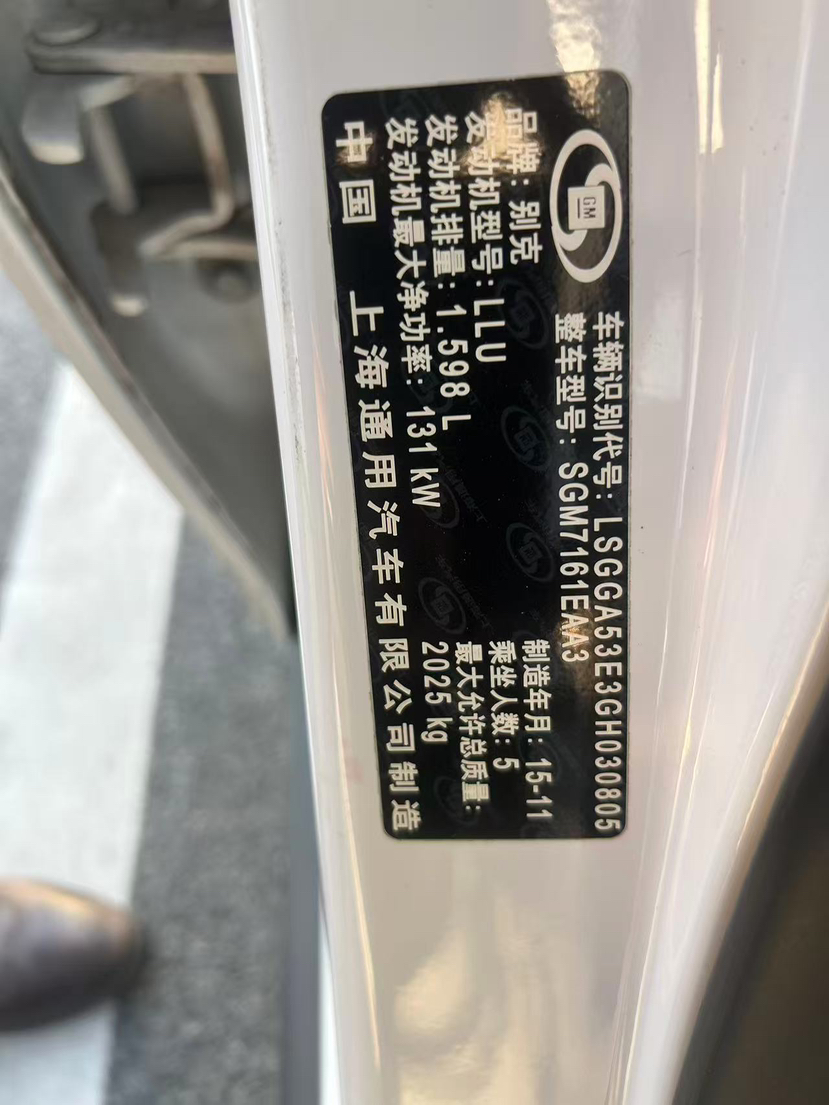 GM
车辆识别代号: LSGGA53E3GH030805
整车型号: SGM7161EAA3
品牌: 别克
制造年月: 15-11
发动机型号: LLU
乘坐人数: 5
发动机排量: 1.598 L
最大允许总质量:
发动机最大净功率: 131 kW
2025 kg
中国 上海通用汽车有限公司制造